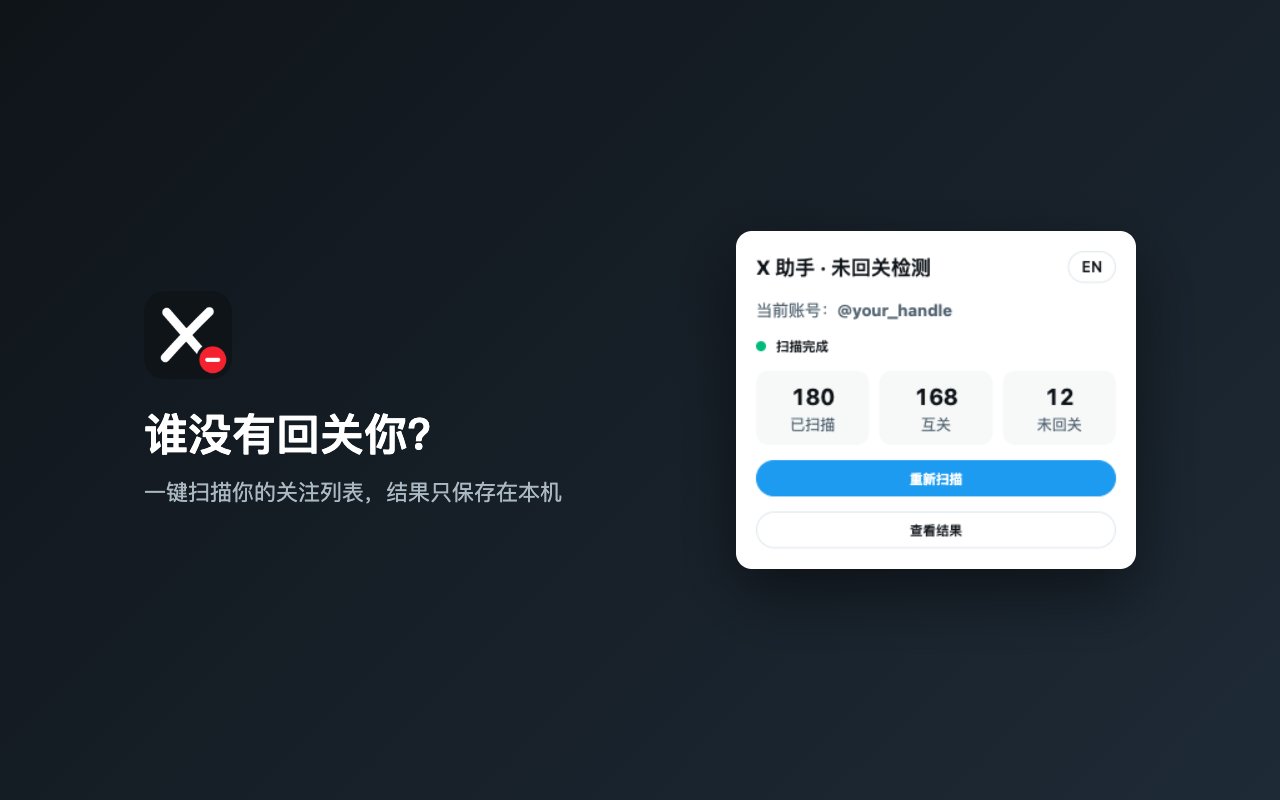 谁没有回关你?
一键扫描你的关注列表，结果只保存在本机
X 助手 · 未回关检测
EN
当前账号：@your_handle
扫描完成
180
已扫描
168
互关
12
未回关
重新扫描
查看结果